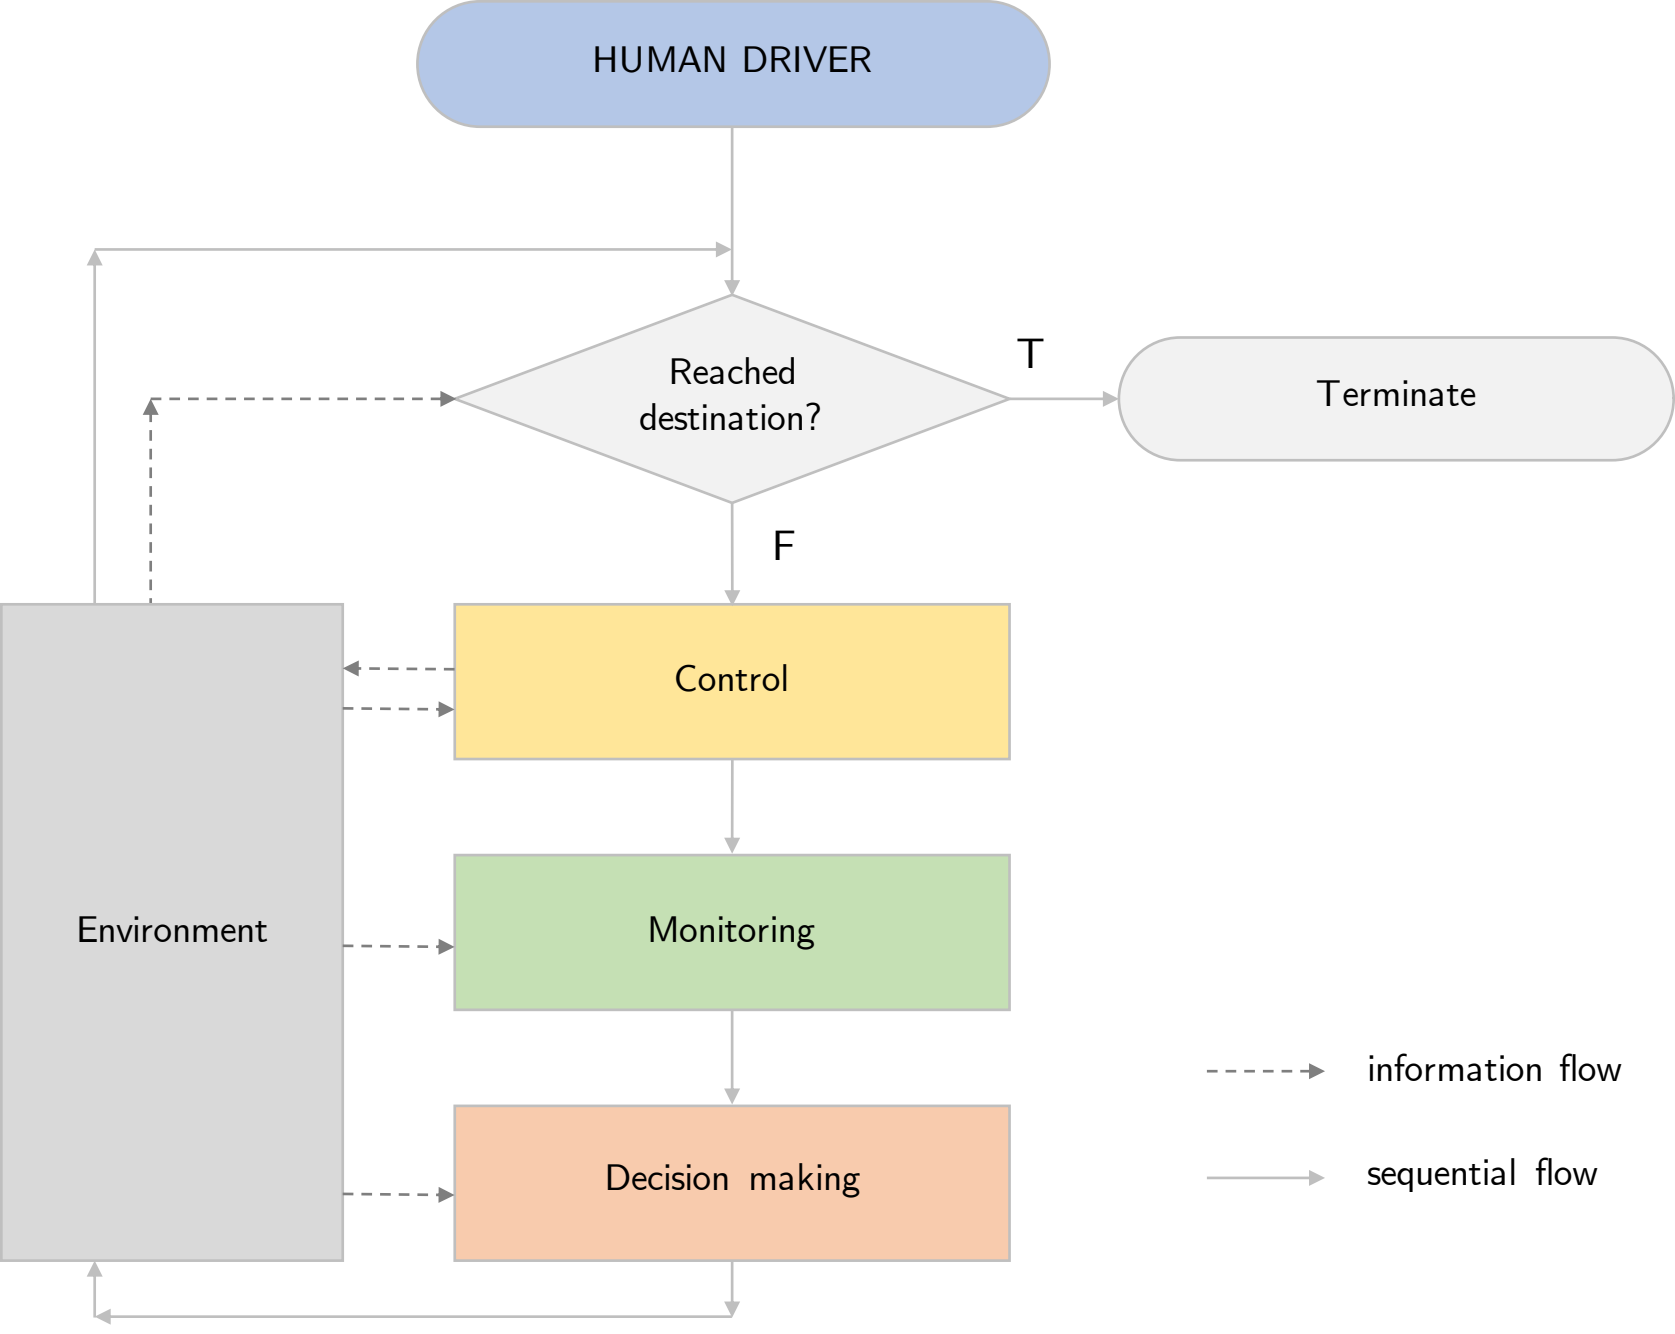 HUMAN DRIVER
Reached
destination?
T
Terminate
F
Control
Environment
Monitoring
information flow
Decision making
sequential flow